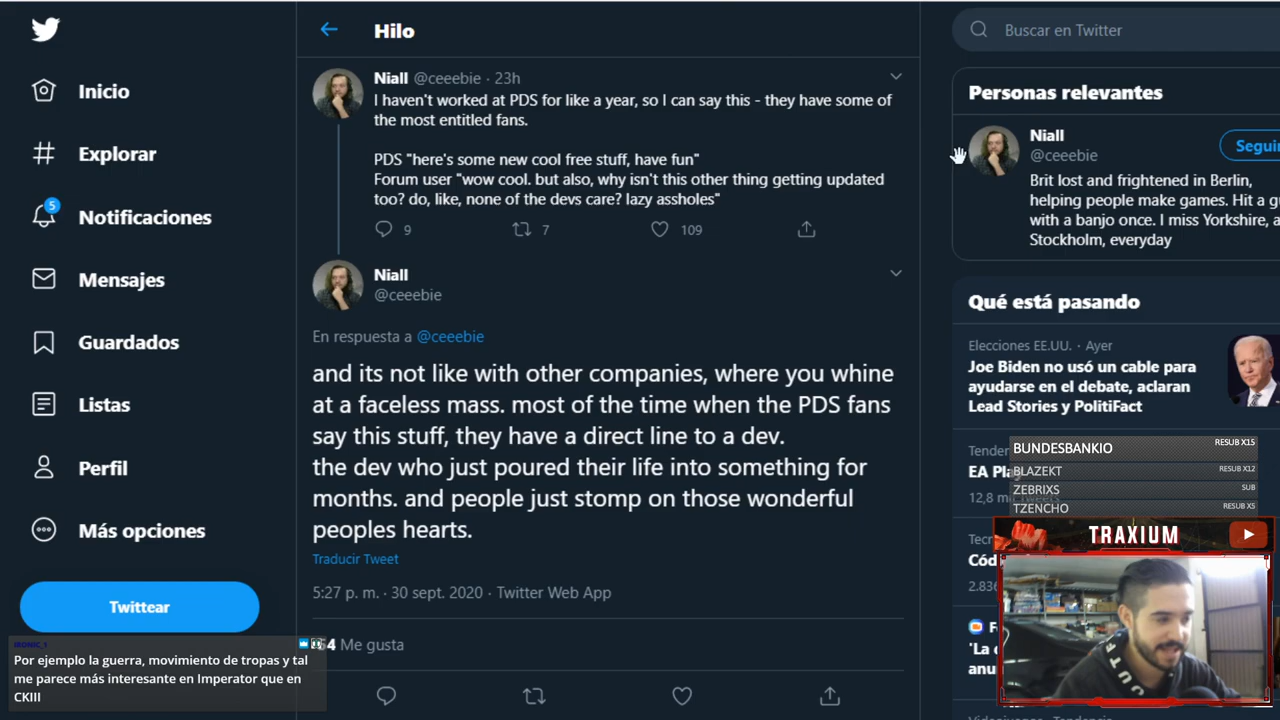 Hilo
Buscar en Twitter
Inicio
Explorar
5
Notificaciones
Mensajes
Guardados
Listas
Perfil
Más opciones
Twittear
Niall @ceeebie · 23h
I haven't worked at PDS for like a year, so I can say this - they have some of
the most entitled fans.
PDS "here's some new cool free stuff, have fun"
Forum user "wow cool. but also, why isn't this other thing getting updated
too? do, like, none of the devs care? lazy assholes"
9 7 109
Niall
@ceeebie
En respuesta a @ceeebie
and its not like with other companies, where you whine
at a faceless mass. most of the time when the PDS fans
say this stuff, they have a direct line to a dev.
the dev who just poured their life into something for
months. and people just stomp on those wonderful
peoples hearts.
Traducir Tweet
5:27 p. m. · 30 sept. 2020 · Twitter Web App
Me gusta
Personas relevantes
Niall
@ceeebie
Brit lost and frightened in Berlin,
helping people make games. Hit a
with a banjo once. I miss Yorkshire,
Stockholm, everyday
Qué está pasando
Elecciones EE.UU. · Ayer
Joe Biden no usó un cable para
ayudarse en el debate, aclaran
Lead Stories y PolitiFact
BUNDESBANKIO RESUB X15
BLAZEKT RESUB X12
ZEBRIXS SUB
TZENCHO RESUB X5
TRAXIUM
IRONIC_1
Por ejemplo la guerra, movimiento de tropas y tal
me parece más interesante en Imperator que en
CKIII